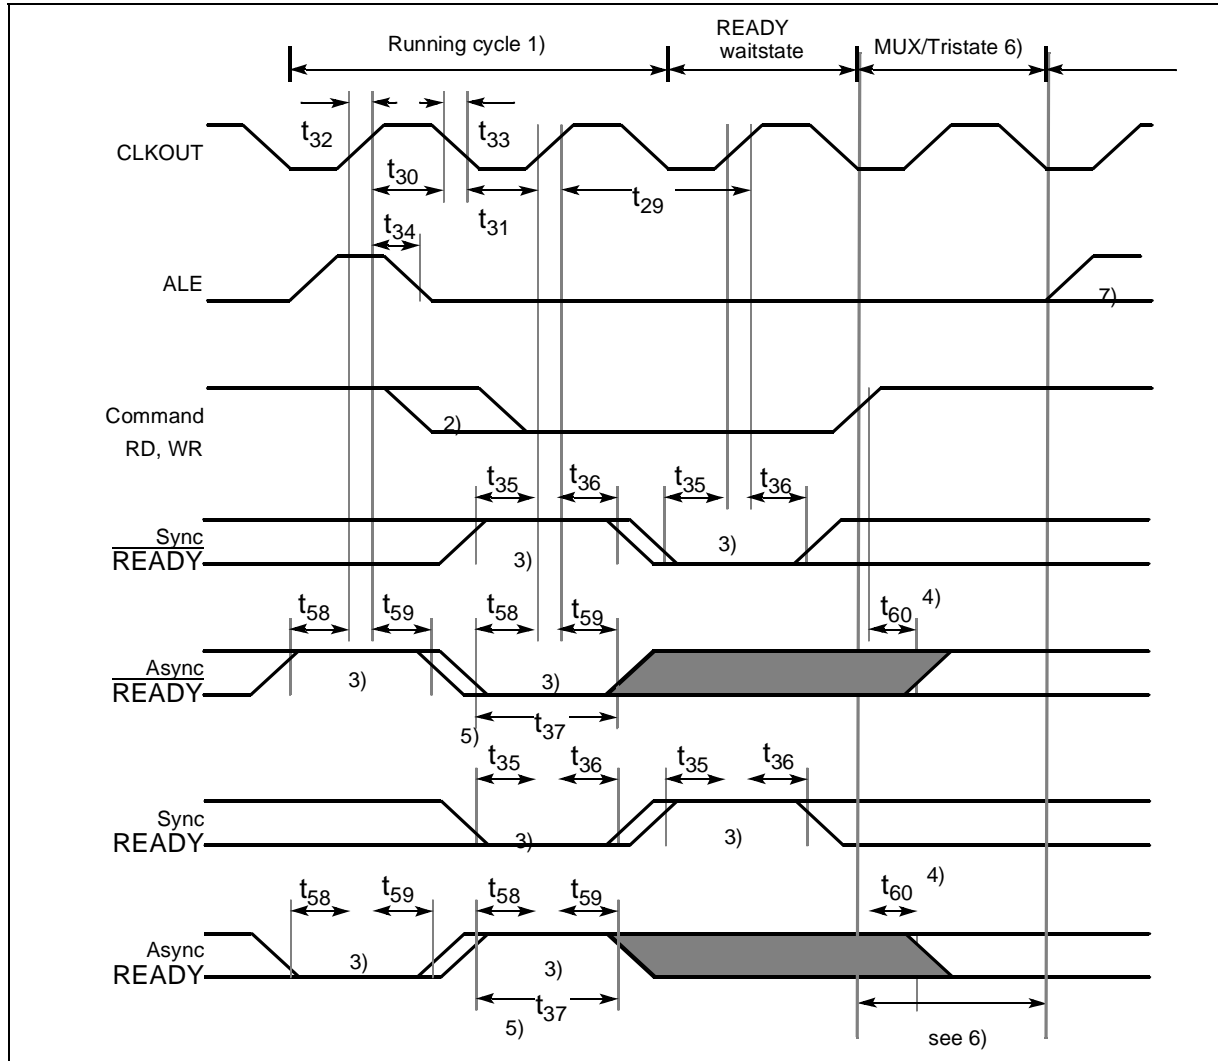 Running cycle 1)
READY
waitstate
MUX/Tristate 6)
t32
t33
CLKOUT
t30
t31
t29
t34
ALE
7)
Command
RD, WR
2)
t35
t36
t35
t36
Sync
READY
3)
3)
t58
t59
t58
t59
t60
4)
Async
READY
3)
3)
t37
5)
t35
t36
t35
t36
Sync
READY
3)
3)
t58
t59
t58
t59
t60
4)
Async
READY
3)
3)
t37
5)
see 6)